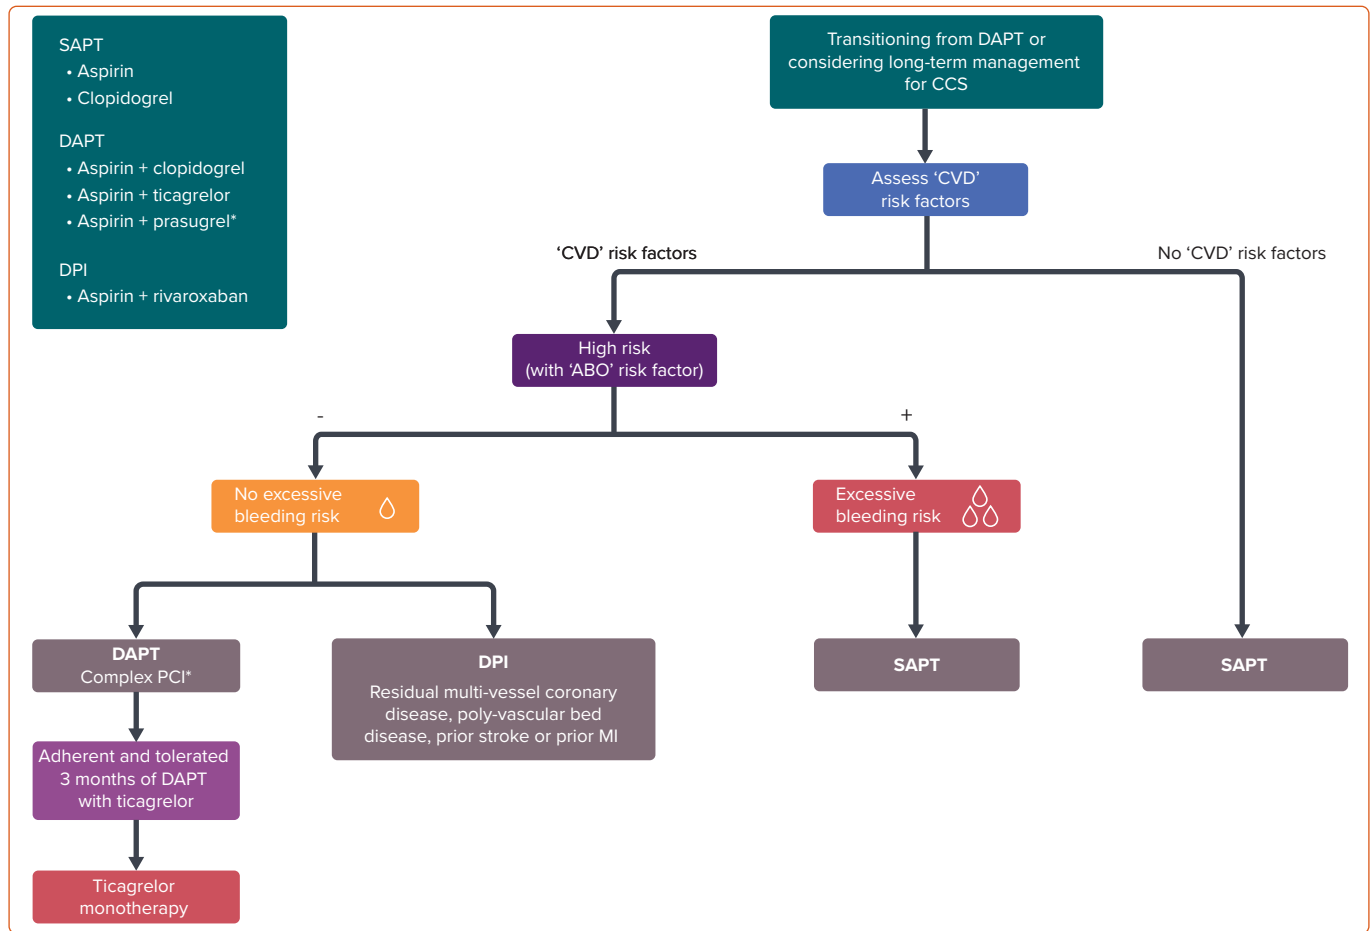 SAPT
• Aspirin
• Clopidogrel
DAPT
• Aspirin + clopidogrel
• Aspirin + ticagrelor
• Aspirin + prasugrel*
DPI
• Aspirin + rivaroxaban
Transitioning from DAPT or
considering long-term management
for CCS
Assess ‘CVD’
risk factors
‘CVD’ risk factors
No ‘CVD’ risk factors
High risk
(with ‘ABO’ risk factor)
-
+
No excessive
bleeding risk
Excessive
bleeding risk
DAPT
Complex PCI*
DPI
Residual multi-vessel coronary
disease, poly-vascular bed
disease, prior stroke or prior MI
SAPT
SAPT
Adherent and tolerated
3 months of DAPT
with ticagrelor
Ticagrelor
monotherapy